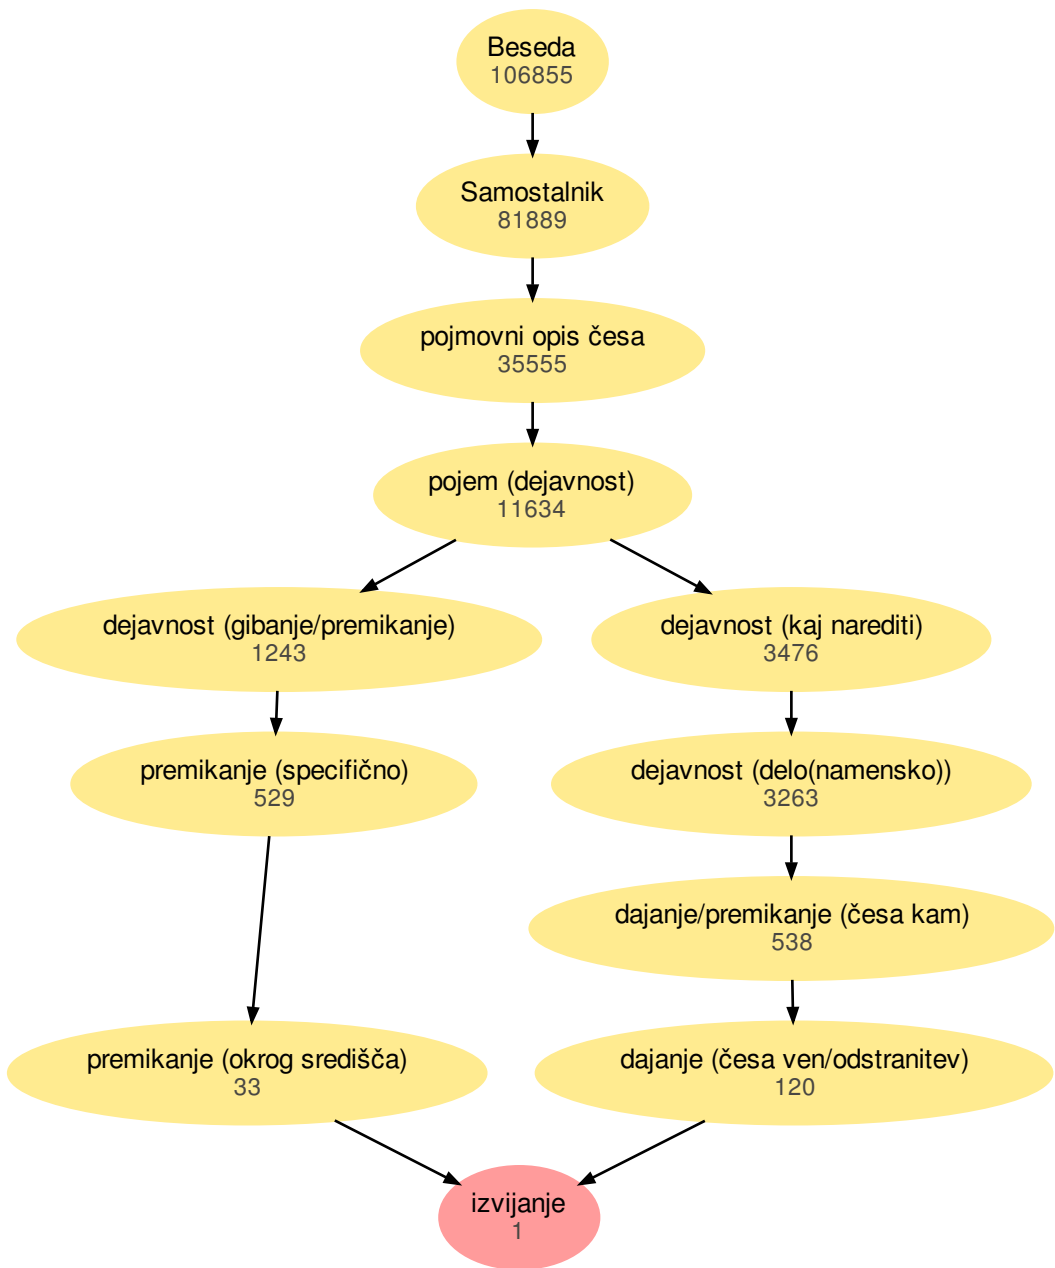 Beseda
106855
Samostalnik
81889
pojmovni opis česa
35555
pojem (dejavnost)
11634
dejavnost (gibanje/premikanje)
1243
dejavnost (kaj narediti)
3476
premikanje (specifično)
529
dejavnost (delo(namensko))
3263
dajanje/premikanje (česa kam)
538
premikanje (okrog središča)
33
dajanje (česa ven/odstranitev)
120
izvijanje
1